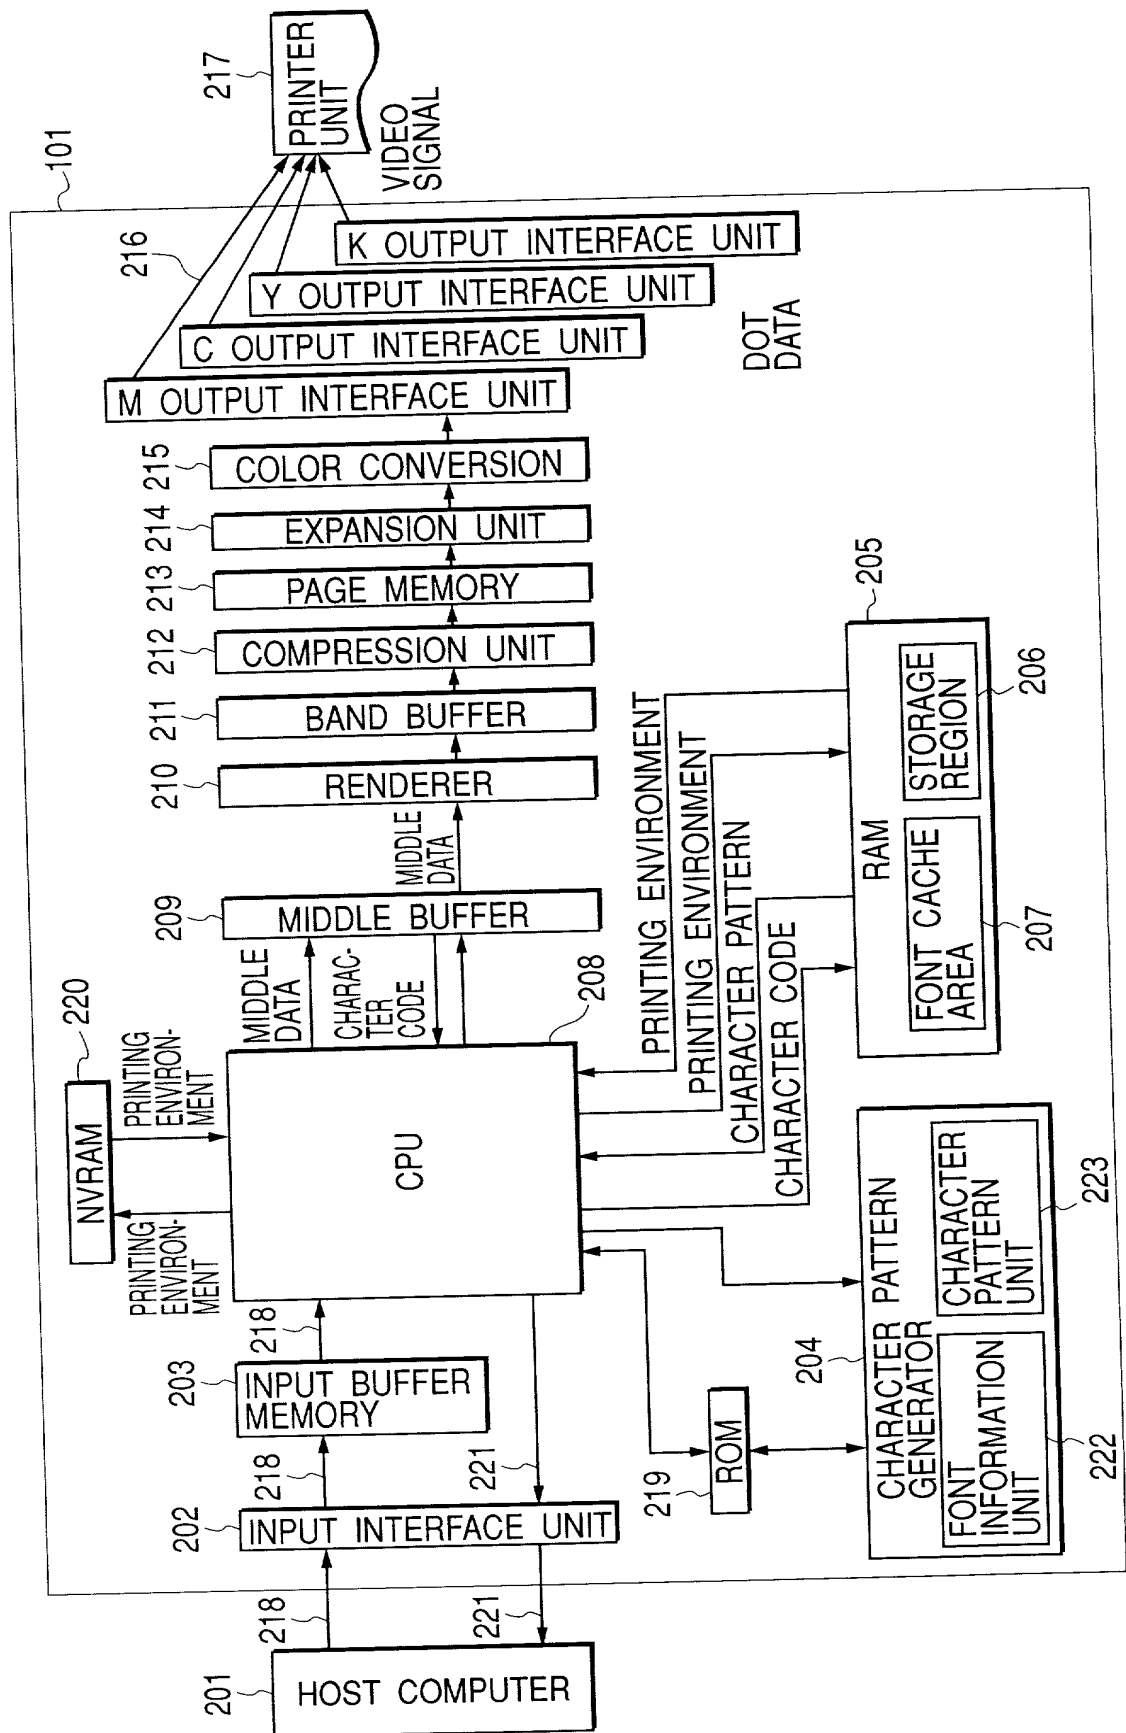 101
217
PRINTER
UNIT
VIDEO
SIGNAL
216
M OUTPUT INTERFACE UNIT
C OUTPUT INTERFACE UNIT
Y OUTPUT INTERFACE UNIT
K OUTPUT INTERFACE UNIT
DOT
DATA
215
COLOR CONVERSION
214
EXPANSION UNIT
213
PAGE MEMORY
212
COMPRESSION UNIT
211
BAND BUFFER
210
RENDERER
MIDDLE
DATA
209
MIDDLE BUFFER
MIDDLE
DATA
CHARAC-
TER
CODE
220
NVRAM
PRINTING
ENVIRON-
MENT
PRINTING
ENVIRON-
MENT
208
CPU
218
203
INPUT BUFFER
MEMORY
218
221
202
INPUT INTERFACE UNIT
218
221
201
HOST COMPUTER
PRINTING ENVIRONMENT
PRINTING ENVIRONMENT
CHARACTER PATTERN
CHARACTER CODE
205
RAM
STORAGE
REGION
206
FONT CACHE
AREA
207
219
ROM
204
CHARACTER PATTERN
GENERATOR
FONT
INFORMATION
UNIT
222
CHARACTER
PATTERN
UNIT
223